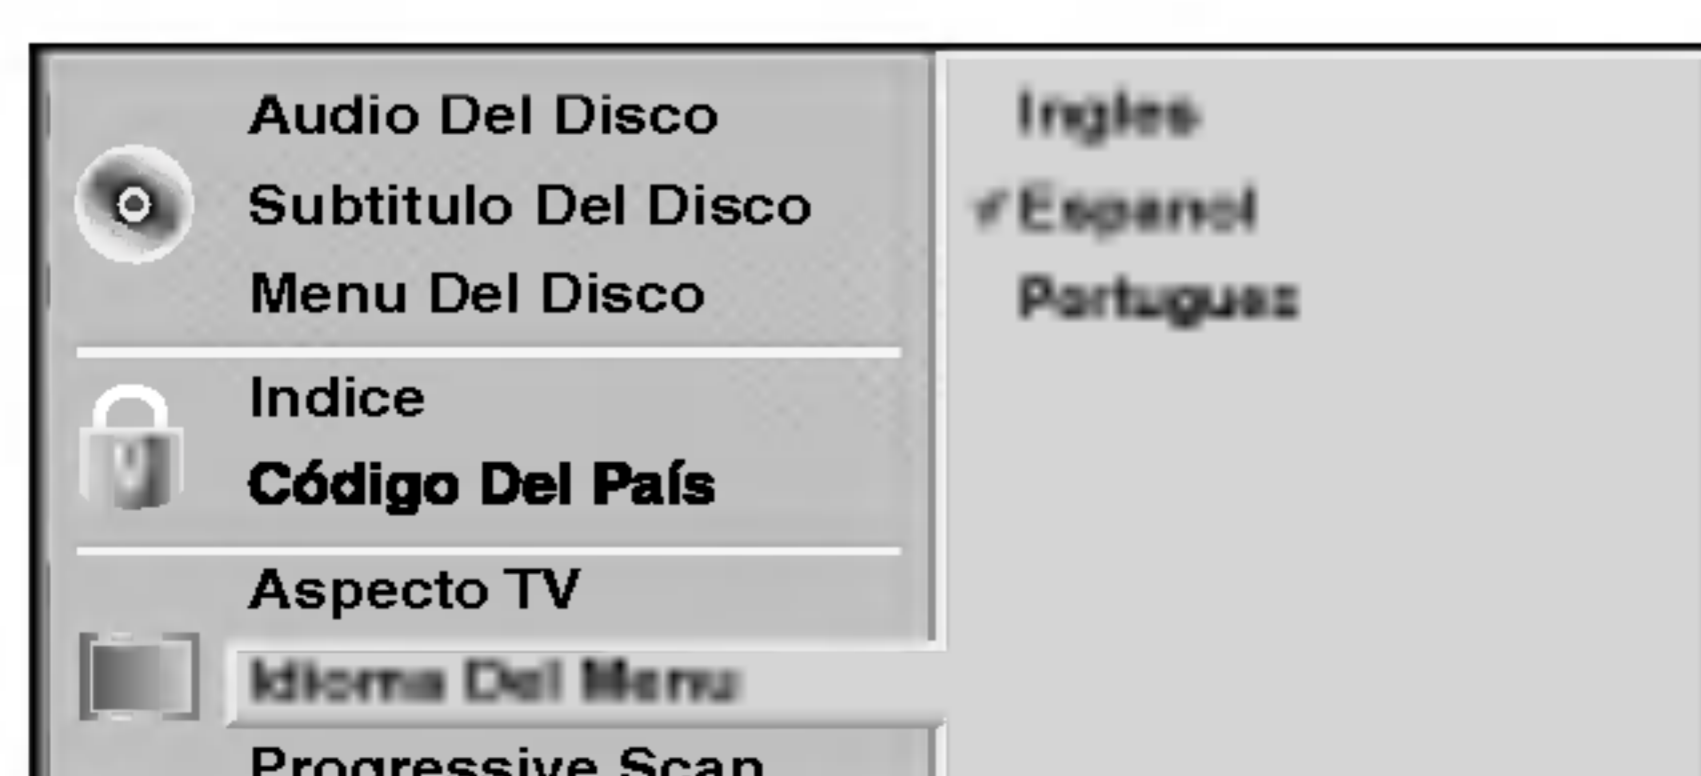 Audio Del Disco
Subtitulo Del Disco
Menu Del Disco
Indice
Código Del País
Aspecto TV
Idioma Del Menu
Progressive Scan
Ingles
✓Espanol
Portugues